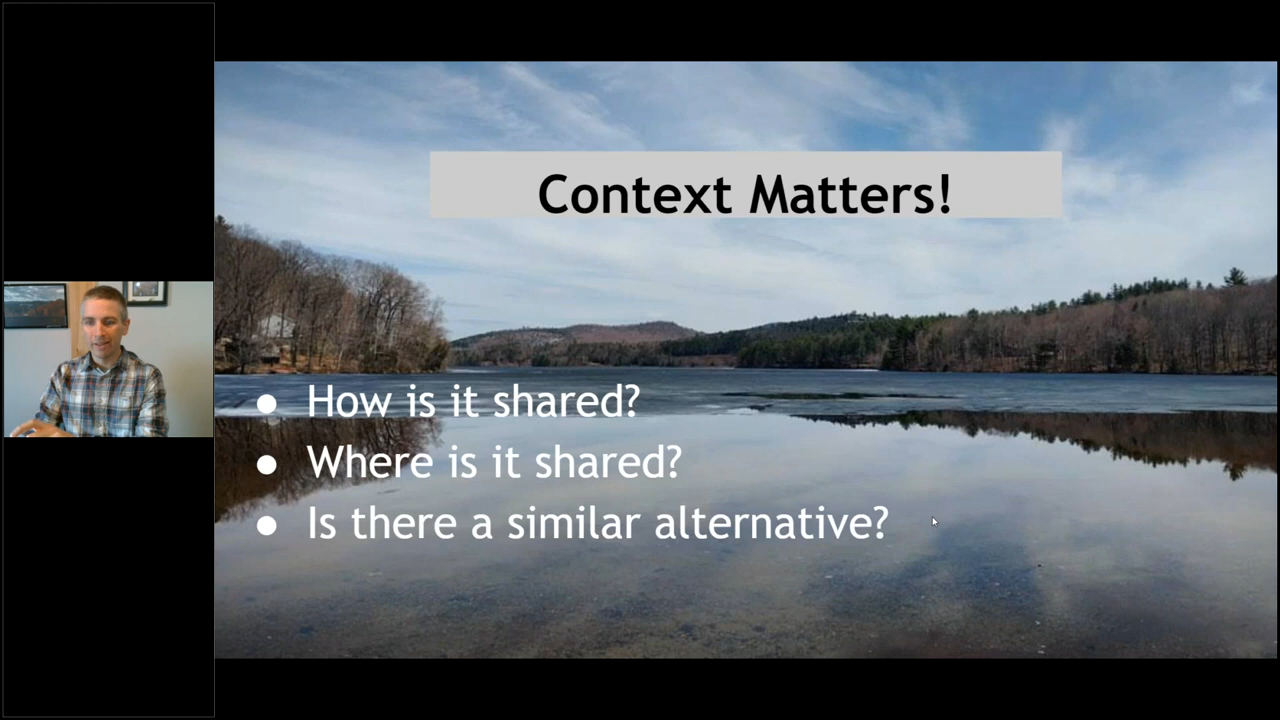 Context Matters!
● How is it shared?
● Where is it shared?
● Is there a similar alternative?